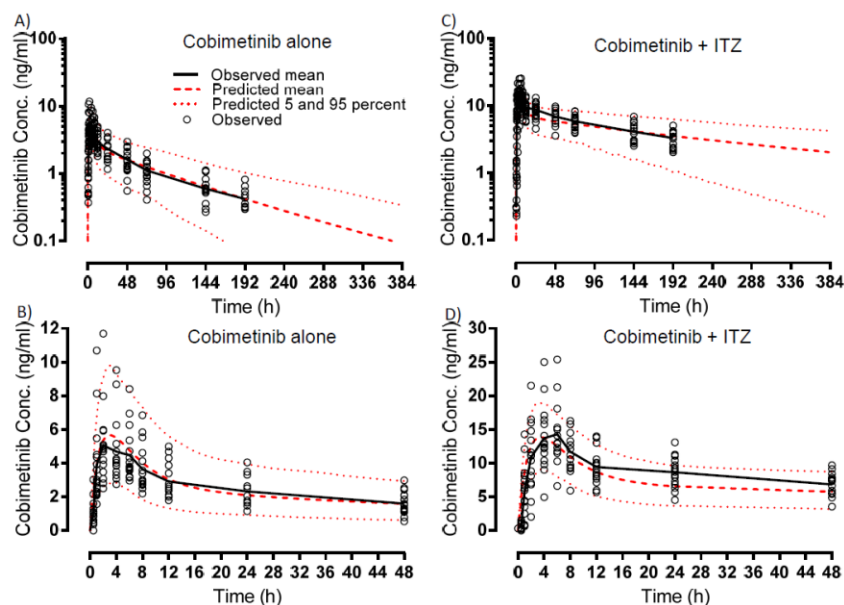 A)
Cobimetinib Conc. (ng/ml)
100
10
1
0.1
Cobimetinib alone
Observed mean
Predicted mean
Predicted 5 and 95 percent
Observed
0 48 96 144 192 240 288 336 384
Time (h)
C)
Cobimetinib Conc. (ng/ml)
100
10
1
0.1
Cobimetinib + ITZ
0 48 96 144 192 240 288 336 384
Time (h)
B)
Cobimetinib Conc. (ng/ml)
12
10
8
6
4
2
0
Cobimetinib alone
0 4 8 12 16 20 24 28 32 36 40 44 48
Time (h)
D)
Cobimetinib Conc. (ng/ml)
30
25
20
15
10
5
0
Cobimetinib + ITZ
0 4 8 12 16 20 24 28 32 36 40 44 48
Time (h)